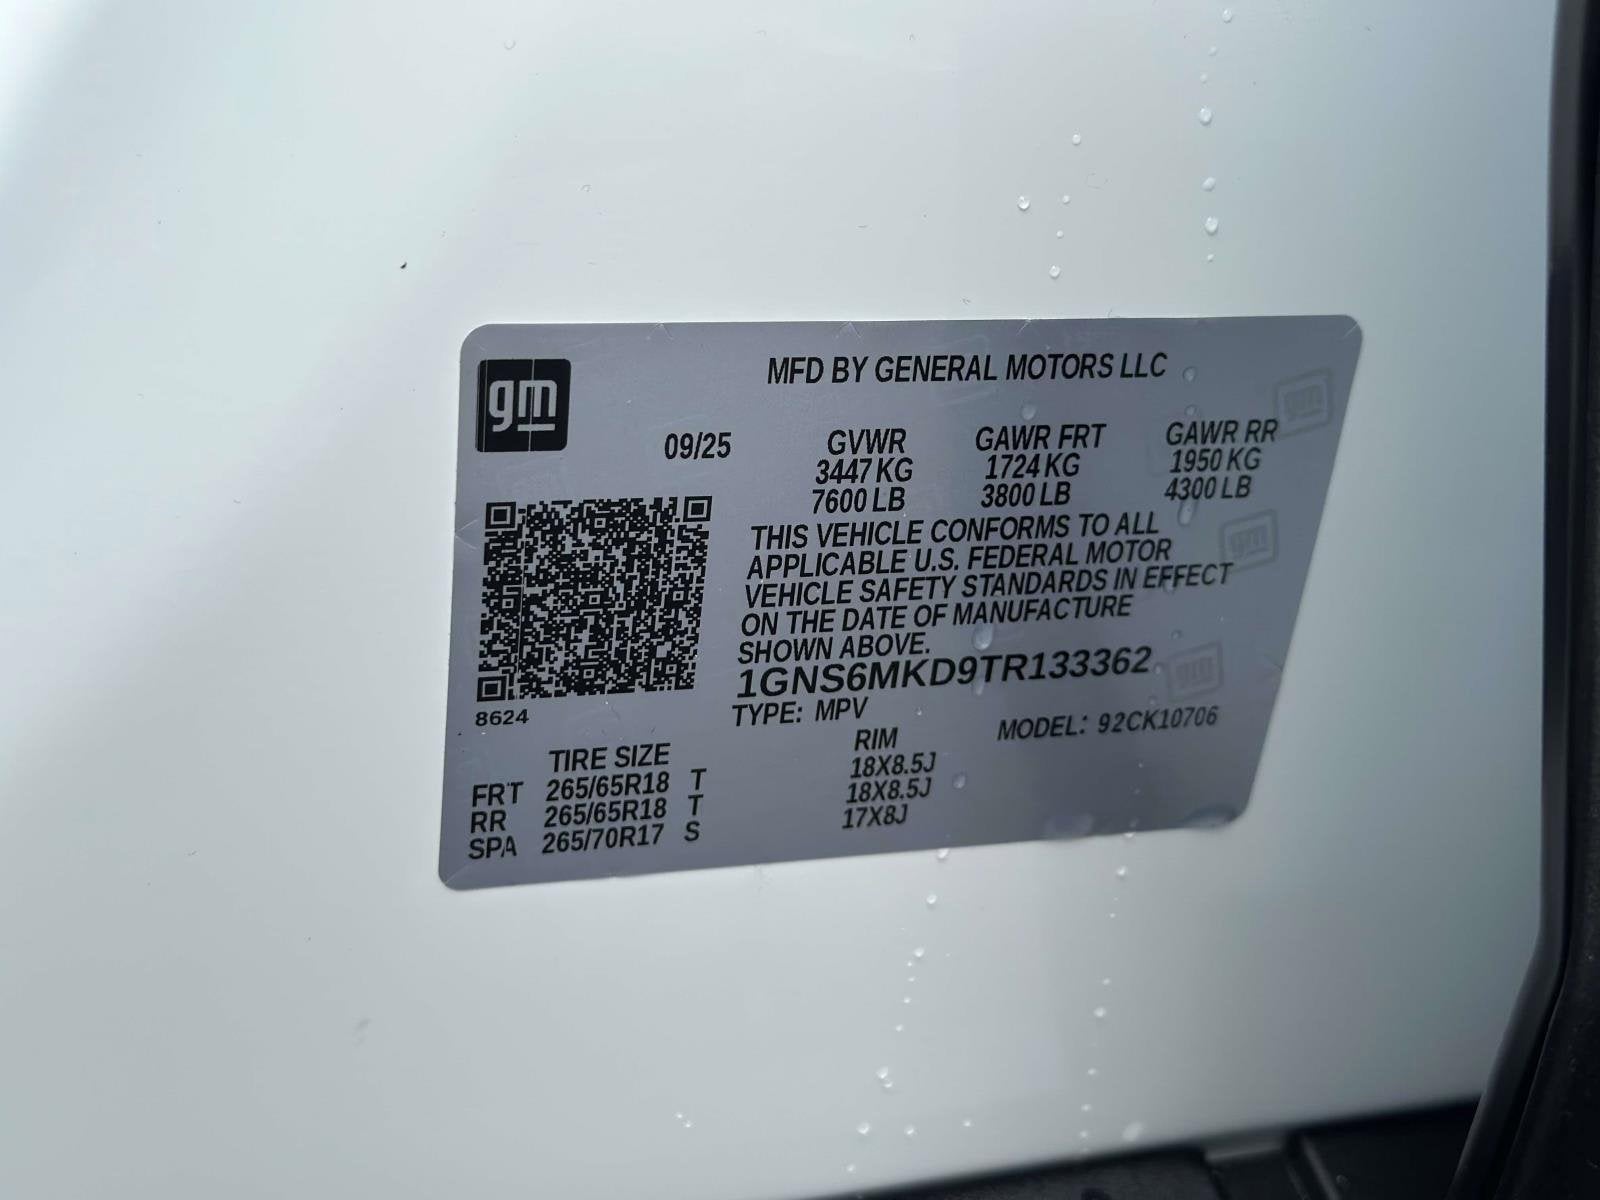 gm
MFD BY GENERAL MOTORS LLC
09/25 GVWR GAWR FRT GAWR RR
3447 KG 1724 KG 1950 KG
7600 LB 3800 LB 4300 LB
THIS VEHICLE CONFORMS TO ALL
APPLICABLE U.S. FEDERAL MOTOR
VEHICLE SAFETY STANDARDS IN EFFECT
ON THE DATE OF MANUFACTURE
SHOWN ABOVE.
1GNS6MKD9TR133362
8624
TYPE: MPV MODEL: 92CK10706
TIRE SIZE RIM
FRT 265/65R18 T 18X8.5J
RR 265/65R18 T 18X8.5J
SPA 265/70R17 S 17X8J
gm
gm
gm